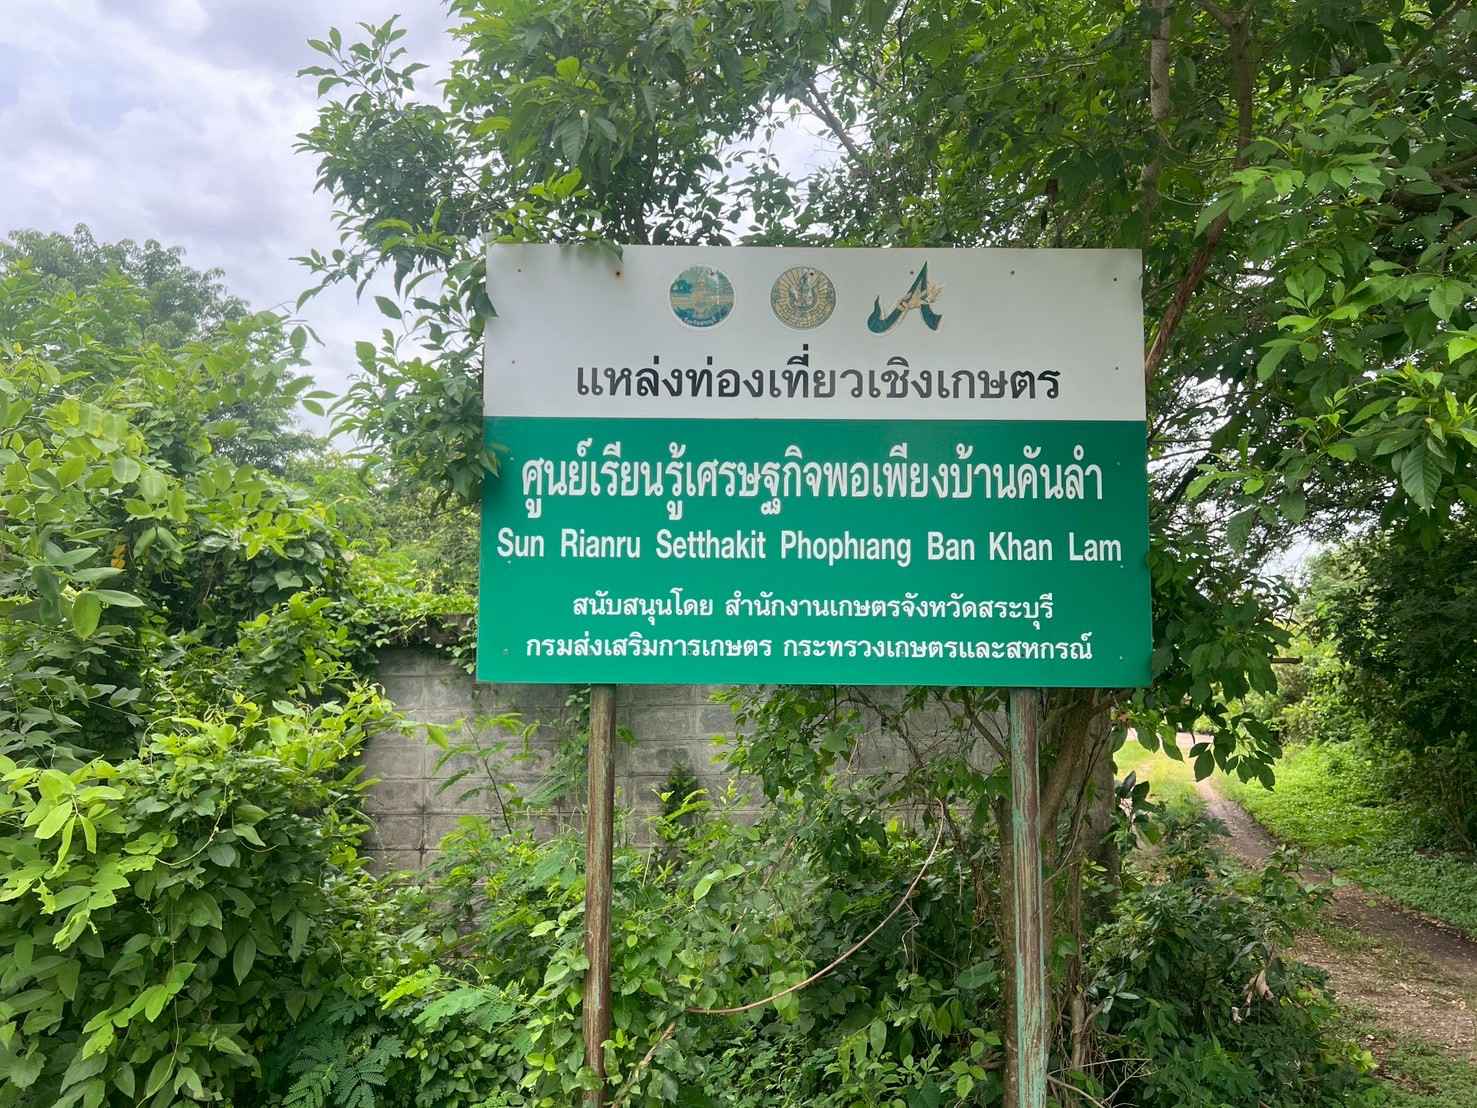 แหล่งท่องเที่ยวเชิงเกษตร
ศูนย์เรียนรู้เศรษฐกิจพอเพียงบ้านคันลำ
Sun Rianru Setthakit Phophiang Ban Khan Lam
สนับสนุนโดย สำนักงานเกษตรจังหวัดสระบุรี
กรมส่งเสริมการเกษตร กระทรวงเกษตรและสหกรณ์